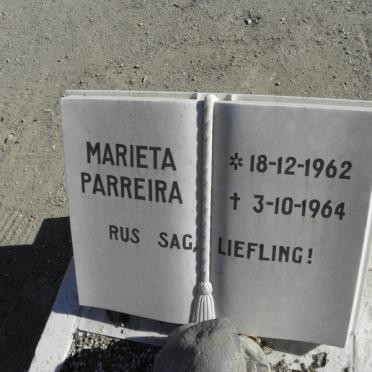 MARIETA
PARREIRA
* 18-12-1962
† 3-10-1964
RUS SAG, LIEFLING!